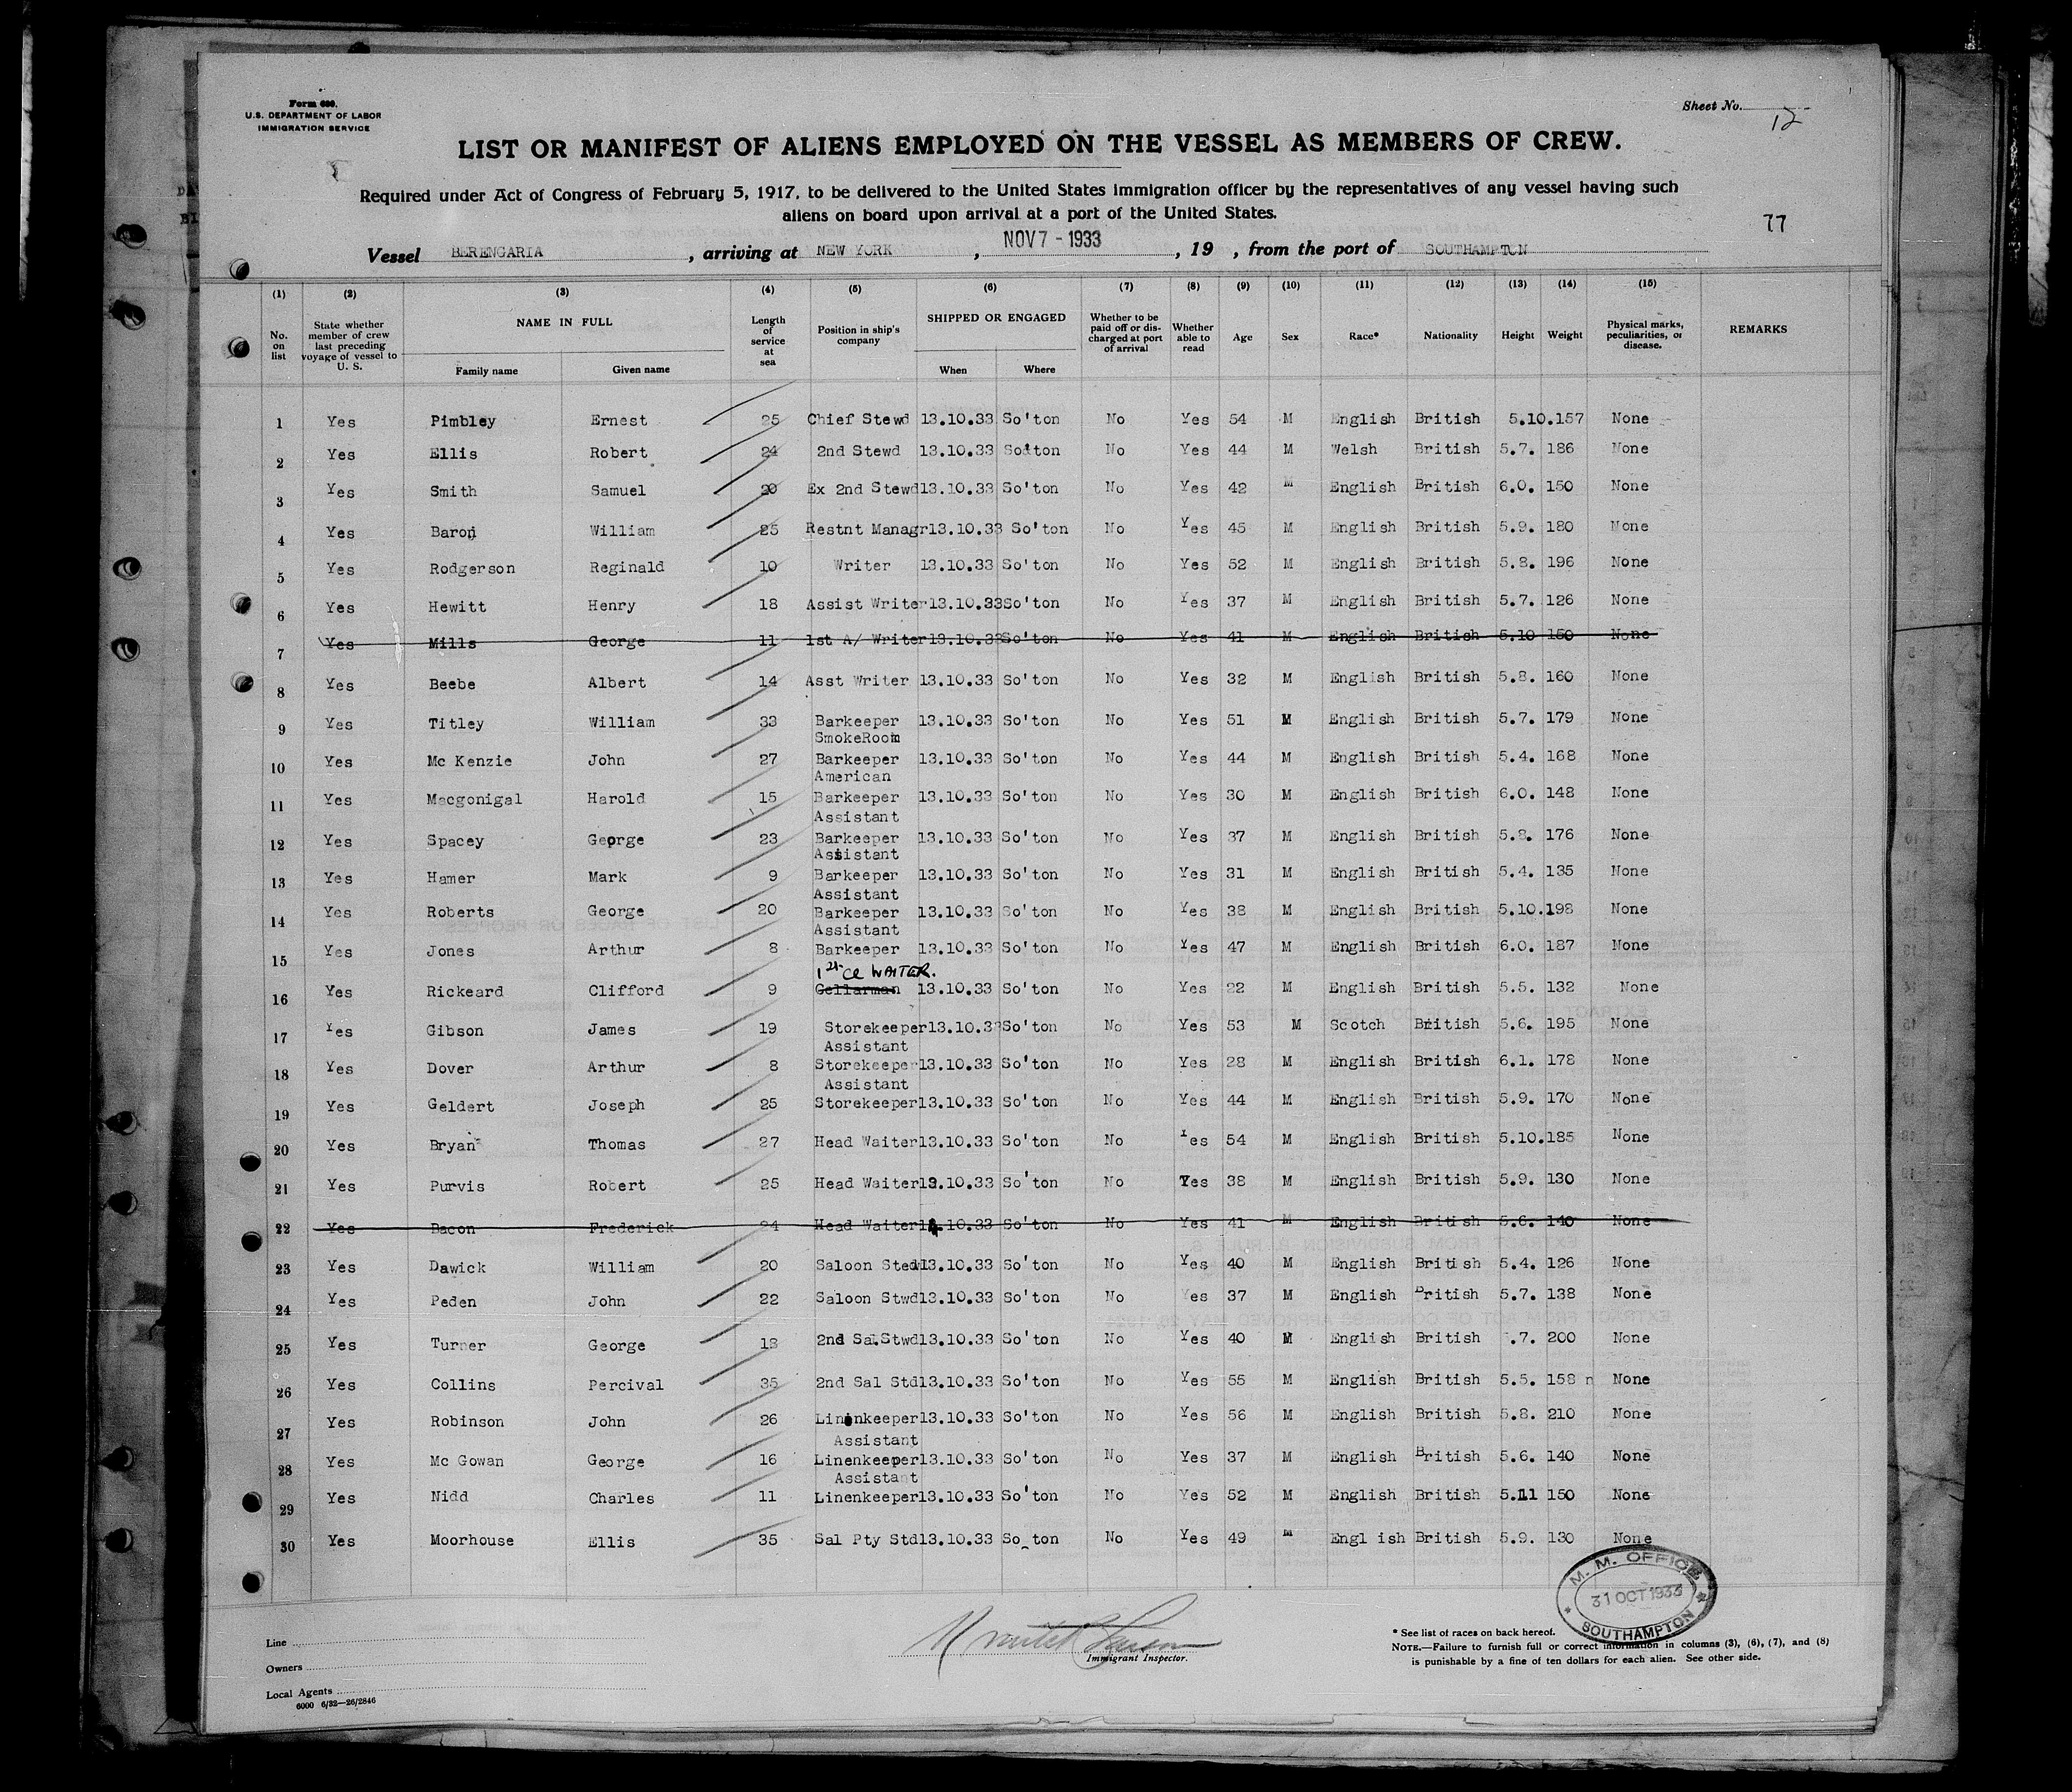 Form 680.
U.S. DEPARTMENT OF LABOR
IMMIGRATION SERVICE
Sheet No. 12
LIST OR MANIFEST OF ALIENS EMPLOYED ON THE VESSEL AS MEMBERS OF CREW.
Required under Act of Congress of February 5, 1917, to be delivered to the United States immigration officer by the representatives of any vessel having such
aliens on board upon arrival at a port of the United States.
77
Vessel BERENGARIA, arriving at NEW YORK, NOV 7 - 1933, 19 , from the port of SOUTHAMPTON
(1) (2) (3) (4) (5) (6) (7) (8) (9) (10) (11) (12) (13) (14) (15)
No. on list | State whether member of crew last preceding voyage of vessel to U. S. | NAME IN FULL | Family name | Given name | Length of service at sea | Position in ship's company | SHIPPED OR ENGAGED | When | Where | Whether to be paid off or discharged at port of arrival | Whether able to read | Age | Sex | Race* | Nationality | Height | Weight | Physical marks, peculiarities, or disease. | REMARKS
1 Yes Pimbley Ernest 25 Chief Stewd 13.10.33 So'ton No Yes 54 M English British 5.10.157 None
2 Yes Ellis Robert 24 2nd Stewd 13.10.33 So'ton No Yes 44 M Welsh British 5.7. 186 None
3 Yes Smith Samuel 20 Ex 2nd Stewd 13.10.33 So'ton No Yes 42 M English British 6.0. 150 None
4 Yes Baron William 25 Restnt Managr 13.10.33 So'ton No Yes 45 M English British 5.9. 180 None
5 Yes Rodgerson Reginald 10 Writer 13.10.33 So'ton No Yes 52 M English British 5.8. 196 None
6 Yes Hewitt Henry 18 Assist Writer 13.10.33 So'ton No Yes 37 M English British 5.7. 126 None
7 Yes Mills George 11 1st A/ Writer 13.10.33 So'ton No Yes 41 M English British 5.10 150 None
8 Yes Beebe Albert 14 Asst Writer 13.10.33 So'ton No Yes 32 M English British 5.8. 160 None
9 Yes Titley William 33 Barkeeper 13.10.33 So'ton No Yes 51 M English British 5.7. 179 None
SmokeRoom
10 Yes Mc Kenzie John 27 Barkeeper 13.10.33 So'ton No Yes 44 M English British 5.4. 168 None
American
11 Yes Macgonigal Harold 15 Barkeeper 13.10.33 So'ton No Yes 30 M English British 6.0. 148 None
Assistant
12 Yes Spacey George 23 Barkeeper 13.10.33 So'ton No Yes 37 M English British 5.8. 176 None
Assistant
13 Yes Hamer Mark 9 Barkeeper 13.10.33 So'ton No Yes 31 M English British 5.4. 135 None
Assistant
14 Yes Roberts George 20 Barkeeper 13.10.33 So'ton No Yes 38 M English British 5.10.198 None
Assistant
15 Yes Jones Arthur 8 Barkeeper 13.10.33 So'ton No Yes 47 M English British 6.0. 187 None
1st Cl WAITER.
16 Yes Rickeard Clifford 9 Cellarman 13.10.33 So'ton No Yes 22 M English British 5.5. 132 None
17 Yes Gibson James 19 Storekeeper 13.10.33 So'ton No Yes 53 M Scotch British 5.6. 195 None
Assistant
18 Yes Dover Arthur 8 Storekeeper 13.10.33 So'ton No Yes 28 M English British 6.1. 178 None
Assistant
19 Yes Geldert Joseph 25 Storekeeper 13.10.33 So'ton No Yes 44 M English British 5.9. 170 None
20 Yes Bryan Thomas 27 Head Waiter 13.10.33 So'ton No Yes 54 M English British 5.10.185 None
21 Yes Purvis Robert 25 Head Waiter 13.10.33 So'ton No Yes 38 M English British 5.9. 130 None
22 Yes Bacon Frederick 24 Head Waiter 14.10.33 So'ton No Yes 41 M English British 5.6. 140 None
23 Yes Dawick William 20 Saloon Stewd 13.10.33 So'ton No Yes 40 M English British 5.4. 126 None
24 Yes Peden John 22 Saloon Stwd 13.10.33 So'ton No Yes 37 M English British 5.7. 138 None
25 Yes Turner George 18 2nd Sal Stwd 13.10.33 So'ton No Yes 40 M English British .7. 200 None
26 Yes Collins Percival 35 2nd Sal Std 13.10.33 So'ton No Yes 55 M English British 5.5. 158 n None
27 Yes Robinson John 26 Linenkeeper 13.10.33 So'ton No Yes 56 M English British 5.8. 210 None
Assistant
28 Yes Mc Gowan George 16 Linenkeeper 13.10.33 So'ton No Yes 37 M English British 5.6. 140 None
Assistant
29 Yes Nidd Charles 11 Linenkeeper 13.10.33 So'ton No Yes 52 M English British 5.11 150 None
30 Yes Moorhouse Ellis 35 Sal Pty Std 13.10.33 So ton No Yes 49 M Engl ish British 5.9. 130 None
M. M. OFFICE
31 OCT 1933
SOUTHAMPTON
Line
Owners
Local Agents
6000 6/32—26/2846
Immigrant Inspector.
* See list of races on back hereof.
NOTE.—Failure to furnish full or correct information in columns (3), (6), (7), and (8)
is punishable by a fine of ten dollars for each alien. See other side.